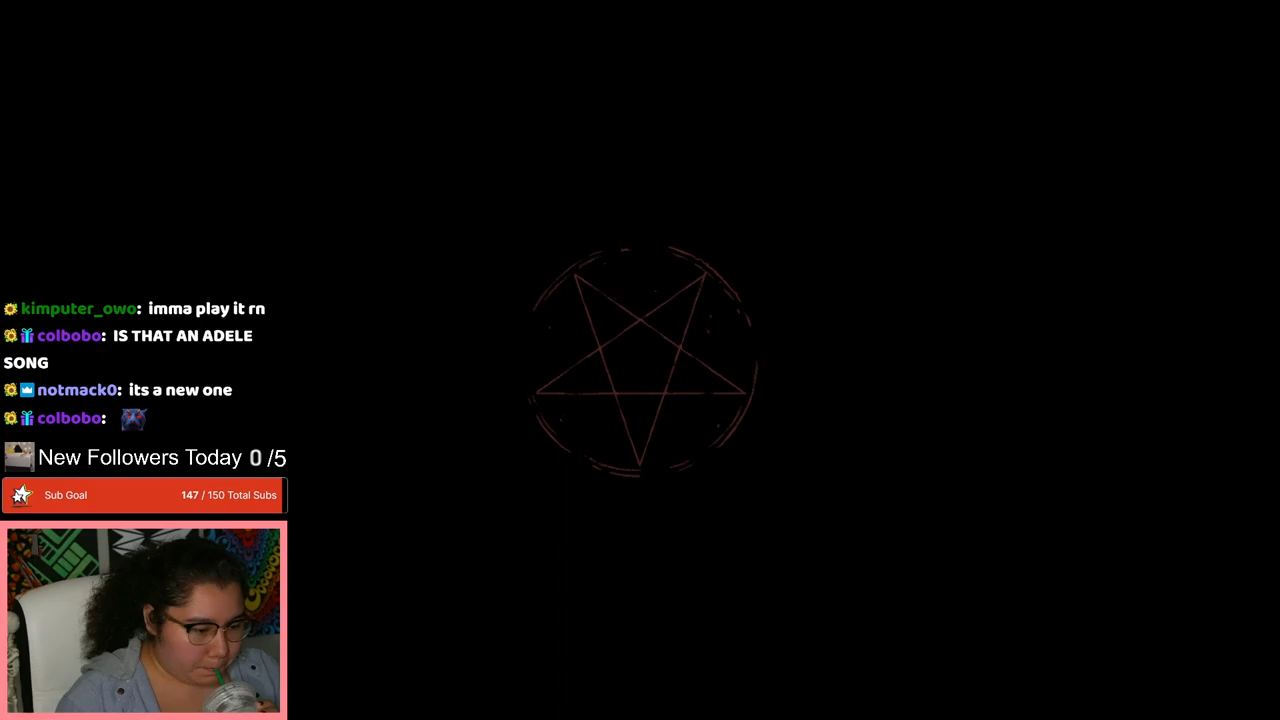 kimputer_owo: imma play it rn
colbobo: IS THAT AN ADELE
SONG
notmack0: its a new one
colbobo:
New Followers Today 0 /5
Sub Goal 147 / 150 Total Subs